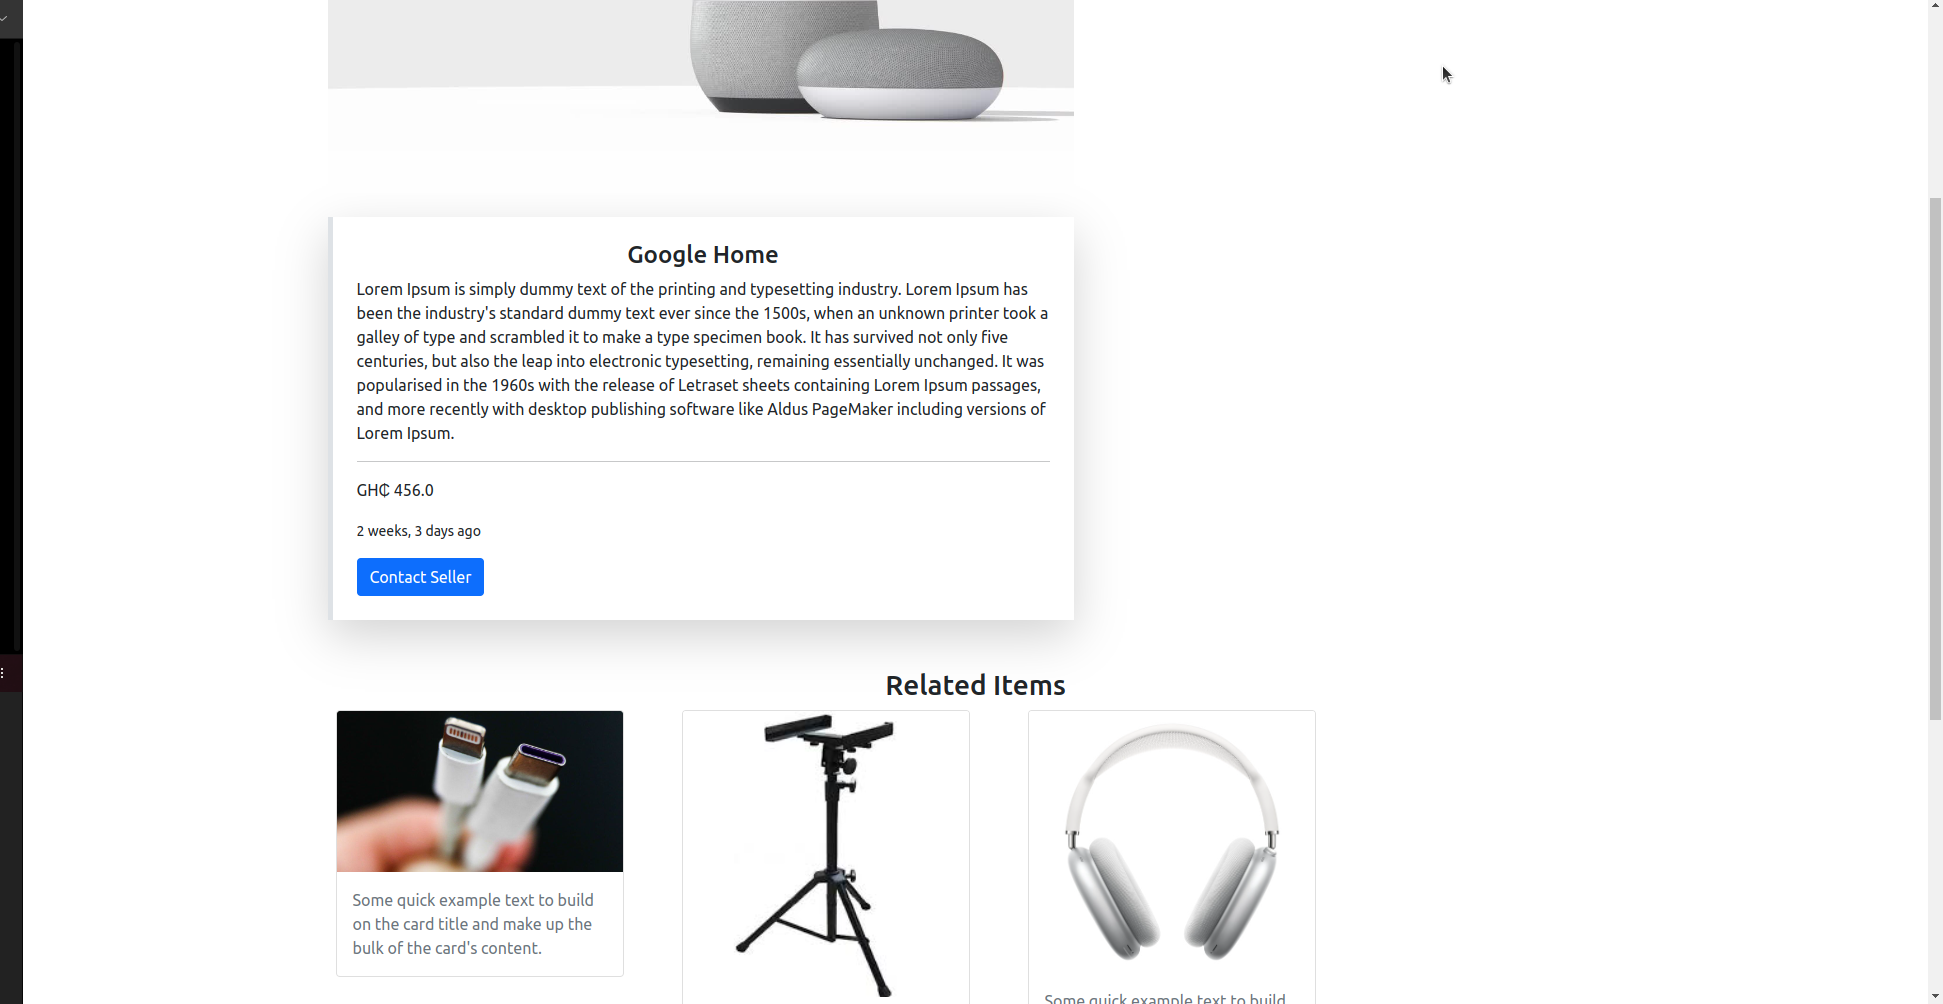 Google Home
Lorem Ipsum is simply dummy text of the printing and typesetting industry. Lorem Ipsum has
been the industry's standard dummy text ever since the 1500s, when an unknown printer took a
galley of type and scrambled it to make a type specimen book. It has survived not only five
centuries, but also the leap into electronic typesetting, remaining essentially unchanged. It was
popularised in the 1960s with the release of Letraset sheets containing Lorem Ipsum passages,
and more recently with desktop publishing software like Aldus PageMaker including versions of
Lorem Ipsum.
GH₵ 456.0
2 weeks, 3 days ago
Contact Seller
Related Items
Some quick example text to build
on the card title and make up the
bulk of the card's content.
Some quick example text to build